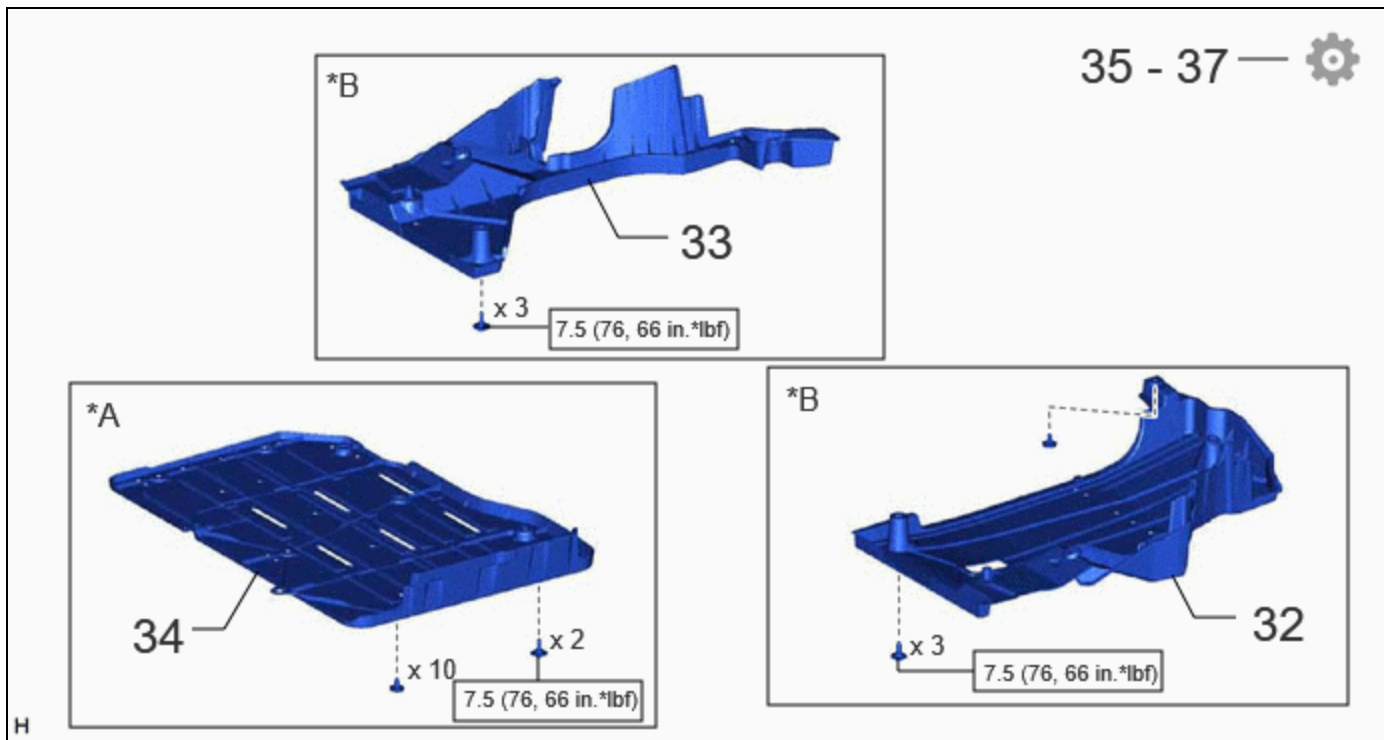 35 - 37
*B
33
x 3
7.5 (76, 66 in.*lbf)
*A
34
x 2
x 10
7.5 (76, 66 in.*lbf)
*B
32
x 3
7.5 (76, 66 in.*lbf)
H